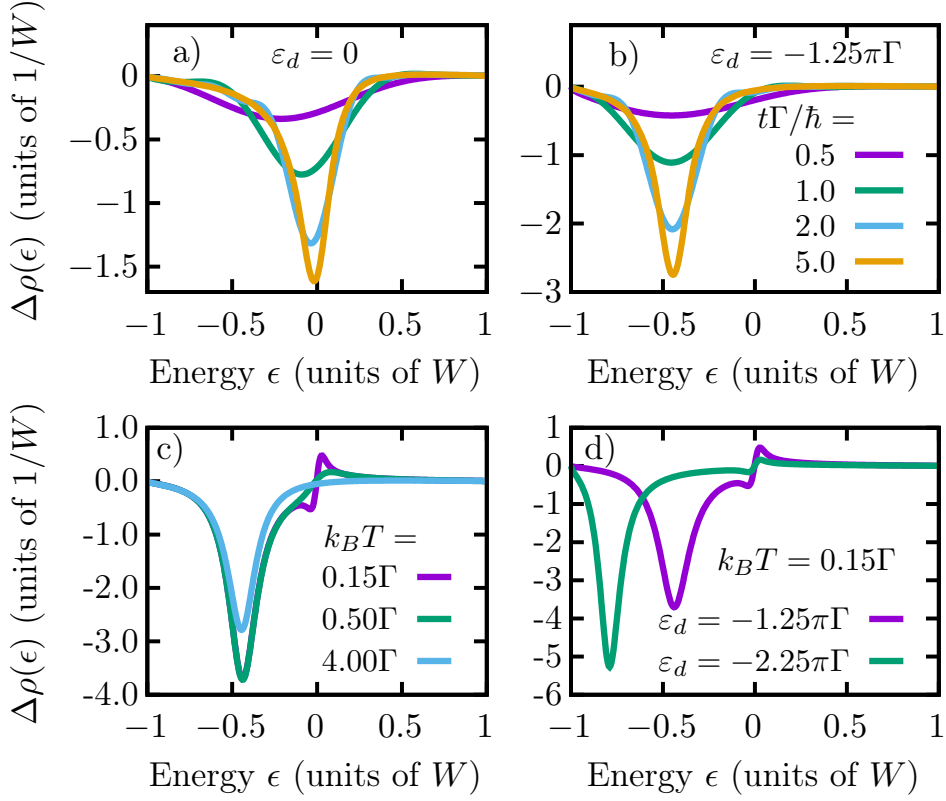 a)
ε_d = 0
Δρ(ϵ) (units of 1/W)
0
−0.5
−1
−1.5
−1 −0.5 0 0.5 1
Energy ϵ (units of W)
b)
ε_d = −1.25πΓ
tΓ/ℏ =
0.5
1.0
2.0
5.0
0
−1
−2
−3
−1 −0.5 0 0.5 1
Energy ϵ (units of W)
c)
Δρ(ϵ) (units of 1/W)
1.0
0.0
-1.0
-2.0
-3.0
-4.0
k_BT =
0.15Γ
0.50Γ
4.00Γ
−1 −0.5 0 0.5 1
Energy ϵ (units of W)
d)
1
0
-1
-2
-3
-4
-5
-6
k_BT = 0.15Γ
ε_d = −1.25πΓ
ε_d = −2.25πΓ
−1 −0.5 0 0.5 1
Energy ϵ (units of W)